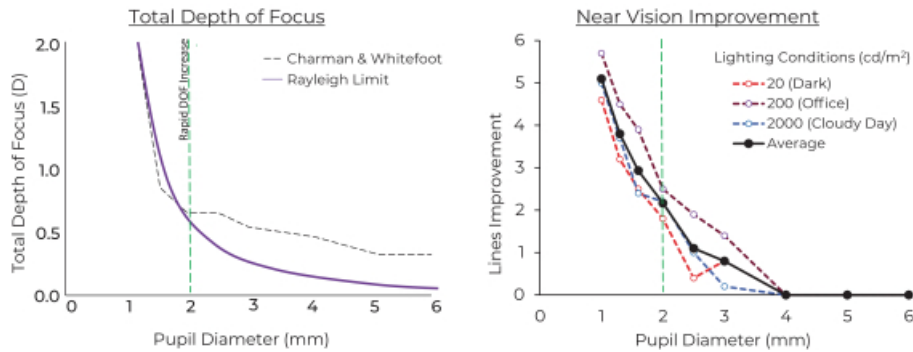 Total Depth of Focus
2.0
1.5
1.0
0.5
0.0
0 1 2 3 4 5 6
Total Depth of Focus (D)
Pupil Diameter (mm)
Rapid DOF Increase
Charman & Whitefoot
Rayleigh Limit
Near Vision Improvement
6
5
4
3
2
1
0
0 1 2 3 4 5 6
Lines Improvement
Pupil Diameter (mm)
Lighting Conditions (cd/m²)
20 (Dark)
200 (Office)
2000 (Cloudy Day)
Average